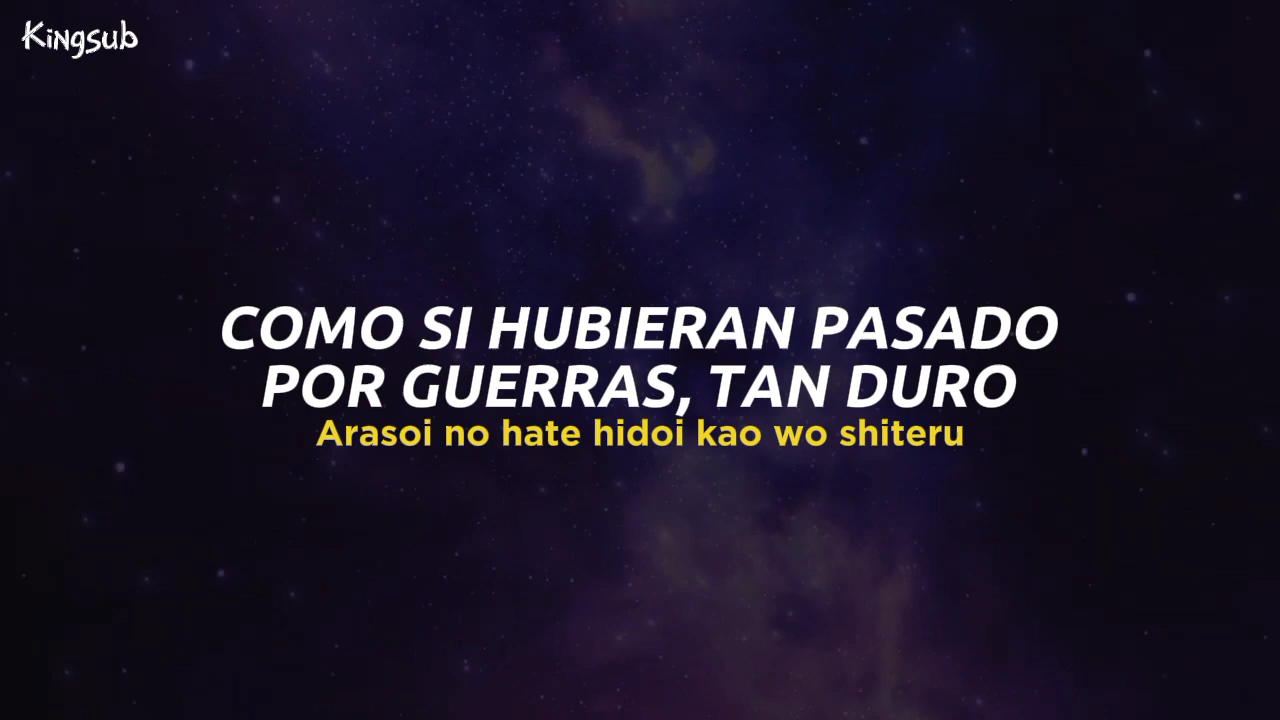 Kingsub
COMO SI HUBIERAN PASADO
POR GUERRAS, TAN DURO
Arasoi no hate hidoi kao wo shiteru